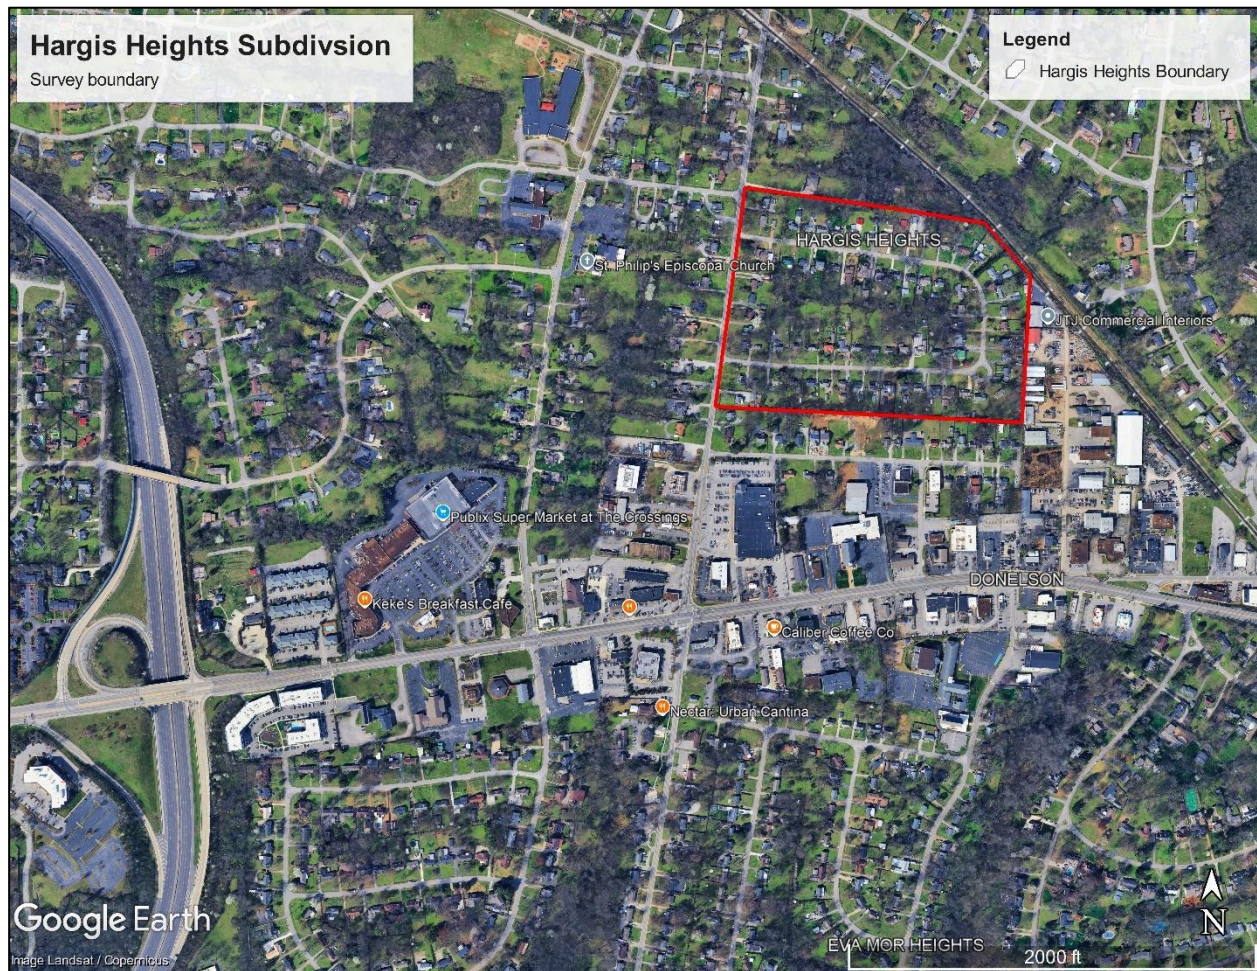 Hargis Heights Subdivsion
Survey boundary
Legend
Hargis Heights Boundary
HARGIS HEIGHTS
St. Philip's Episcopal Church
JTJ Commercial Interiors
Publix Super Market at The Crossings
DONELSON
Keke's Breakfast Cafe
Caliber Coffee Co
Nectar: Urban Cantina
Google Earth
N
EVA MOR HEIGHTS
2000 ft
Image Landsat / Copernicus